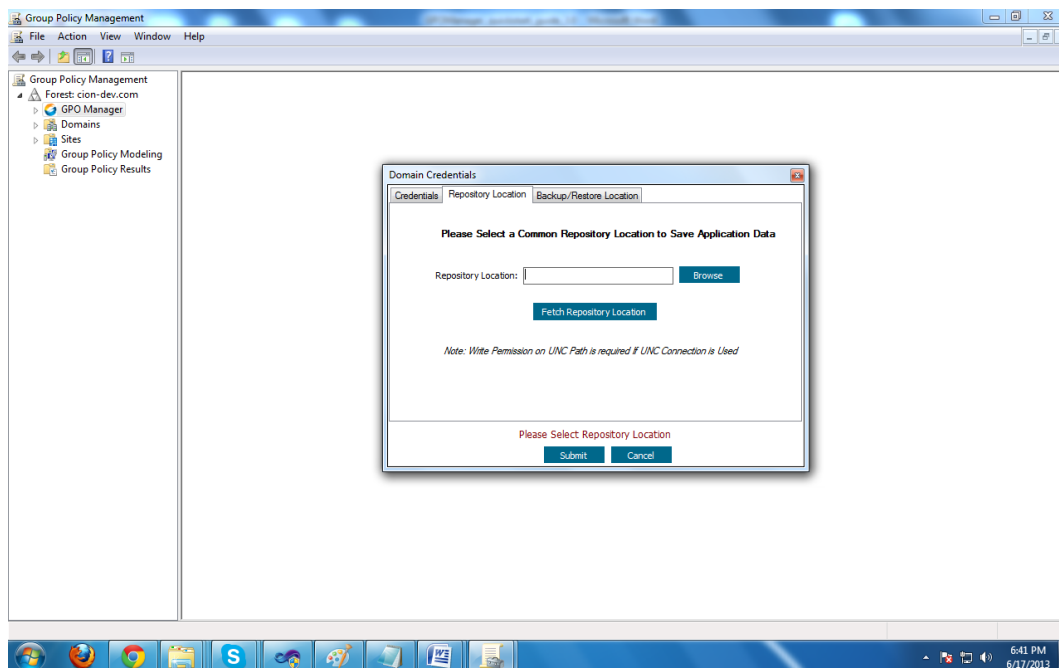 Group Policy Management
File Action View Window Help
Group Policy Management
Forest: cion-dev.com
GPO Manager
Domains
Sites
Group Policy Modeling
Group Policy Results
Domain Credentials
Credentials Repository Location Backup/Restore Location
Please Select a Common Repository Location to Save Application Data
Repository Location: Browse
Fetch Repository Location
Note: Write Permission on UNC Path is required if UNC Connection is Used
Please Select Repository Location
Submit Cancel
6:41 PM
6/17/2013